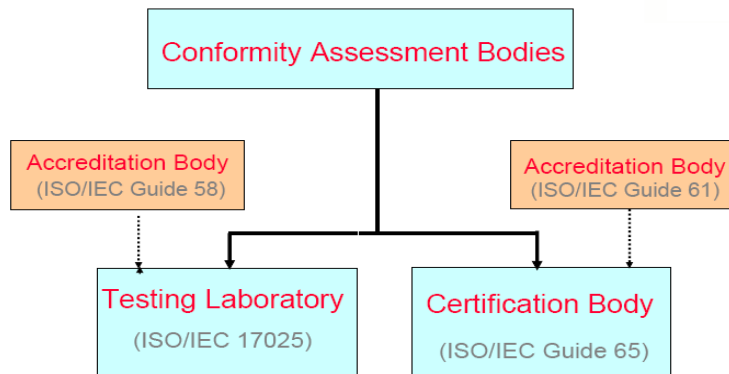 Conformity Assessment Bodies
Accreditation Body
(ISO/IEC Guide 58)
Accreditation Body
(ISO/IEC Guide 61)
Testing Laboratory
(ISO/IEC 17025)
Certification Body
(ISO/IEC Guide 65)